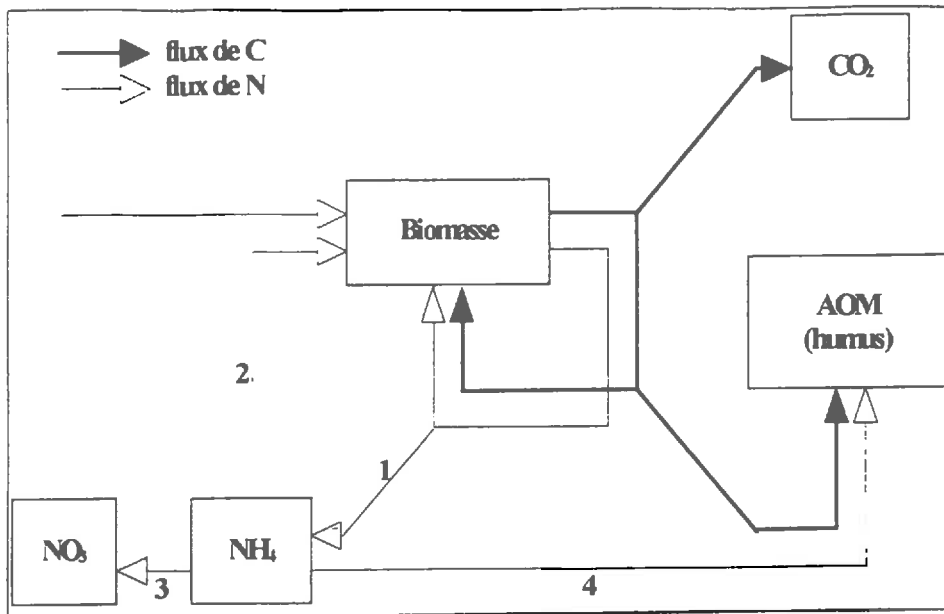 flux de C
flux de N
CO₂
Biomasse
AOM
(humus)
2.
1
NO₃
NH₄
3
4